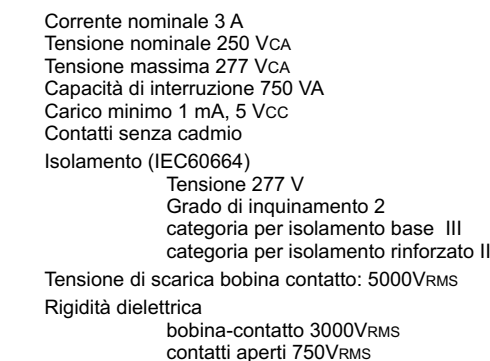 Corrente nominale 3 A
Tensione nominale 250 VCA
Tensione massima 277 VCA
Capacità di interruzione 750 VA
Carico minimo 1 mA, 5 VCC
Contatti senza cadmio
Isolamento (IEC60664)
Tensione 277 V
Grado di inquinamento 2
categoria per isolamento base III
categoria per isolamento rinforzato II
Tensione di scarica bobina contatto: 5000VRMS
Rigidità dielettrica
bobina-contatto 3000VRMS
contatti aperti 750VRMS